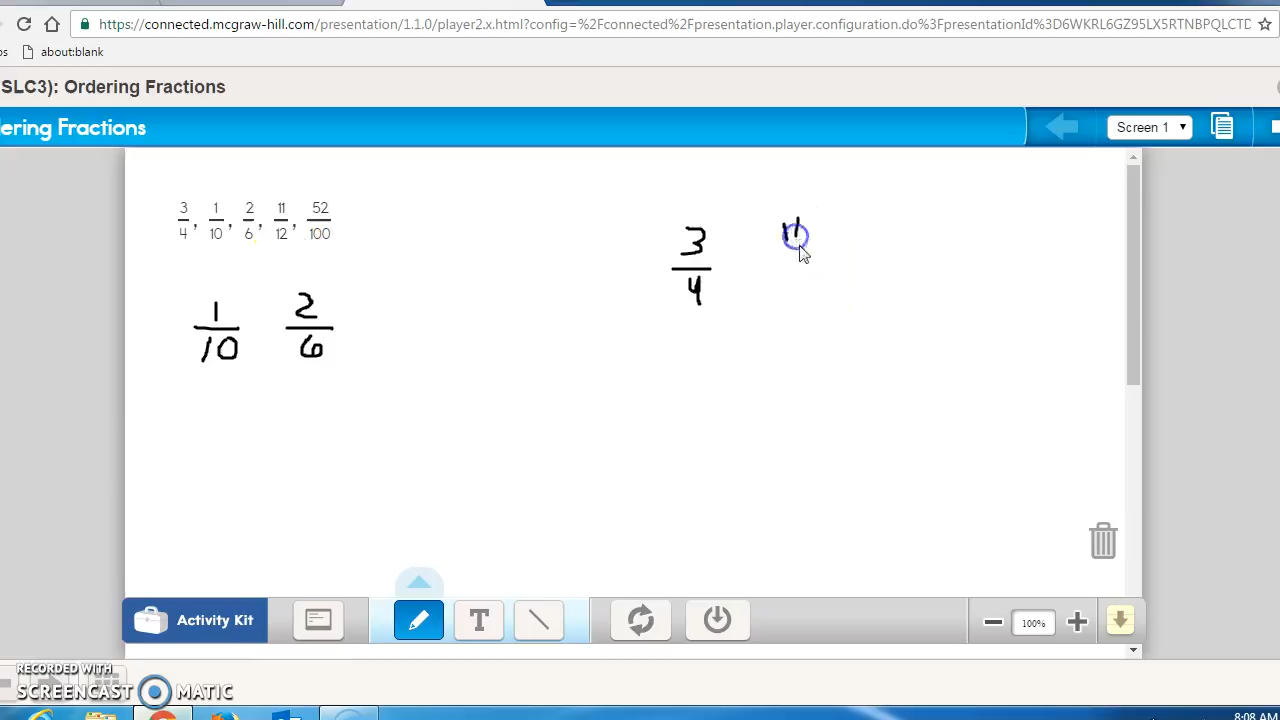 https://connected.mcgraw-hill.com/presentation/1.1.0/player2.x.html?config=%2Fconnected%2Fpresentation.player.configuration.do%3FpresentationId%3D6WKRL6GZ95LX5RTNBPQLCTD
about:blank
SLC3): Ordering Fractions
ering Fractions
Screen 1
3/4, 1/10, 2/6, 11/12, 52/100
3/4 11
1/10 2/6
Activity Kit
T
100%
RECORDED WITH
SCREENCAST MATIC
8:08 AM